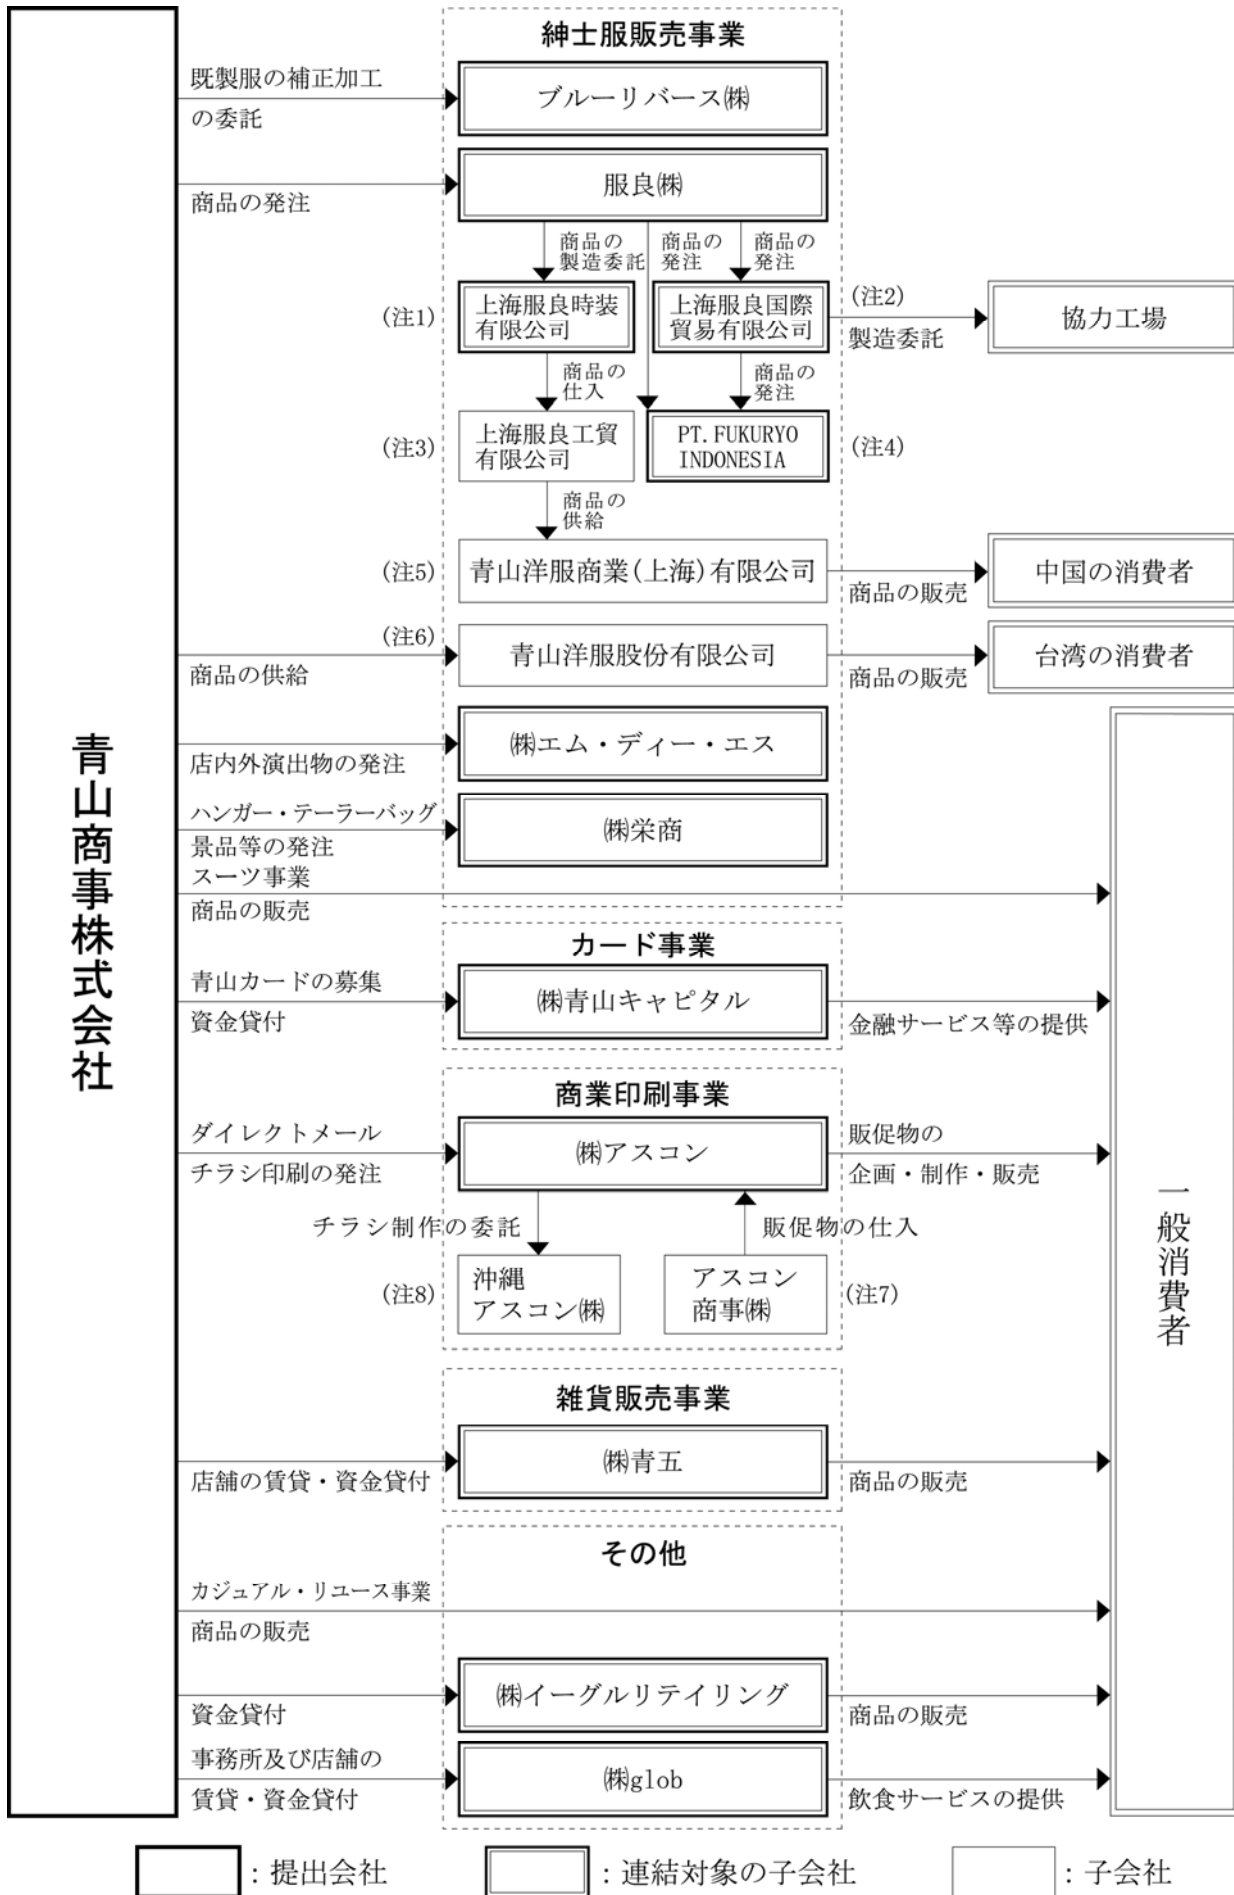 青山商事株式会社
紳士服販売事業
既製服の補正加工
の委託
ブルーリバース㈱
商品の発注
服良㈱
商品の
製造委託
商品の
発注
商品の
発注
(注1)
上海服良時装
有限公司
上海服良国際
貿易有限公司
(注2)
製造委託
協力工場
商品の
仕入
商品の
発注
(注3)
上海服良工貿
有限公司
PT.FUKURYO
INDONESIA
(注4)
商品の
供給
(注5)
青山洋服商業(上海)有限公司
商品の販売
中国の消費者
(注6)
商品の供給
青山洋服股份有限公司
商品の販売
台湾の消費者
店内外演出物の発注
㈱エム・ディー・エス
ハンガー・テーラーバッグ
景品等の発注
㈱栄商
スーツ事業
商品の販売
カード事業
青山カードの募集
資金貸付
㈱青山キャピタル
金融サービス等の提供
商業印刷事業
ダイレクトメール
チラシ印刷の発注
㈱アスコン
販促物の
企画・制作・販売
チラシ制作の委託
販促物の仕入
(注8)
沖縄
アスコン㈱
アスコン
商事㈱
(注7)
一般消費者
雑貨販売事業
店舗の賃貸・資金貸付
㈱青五
商品の販売
その他
カジュアル・リユース事業
商品の販売
資金貸付
㈱イーグルリテイリング
商品の販売
事務所及び店舗の
賃貸・資金貸付
㈱glob
飲食サービスの提供
：提出会社
：連結対象の子会社
：子会社